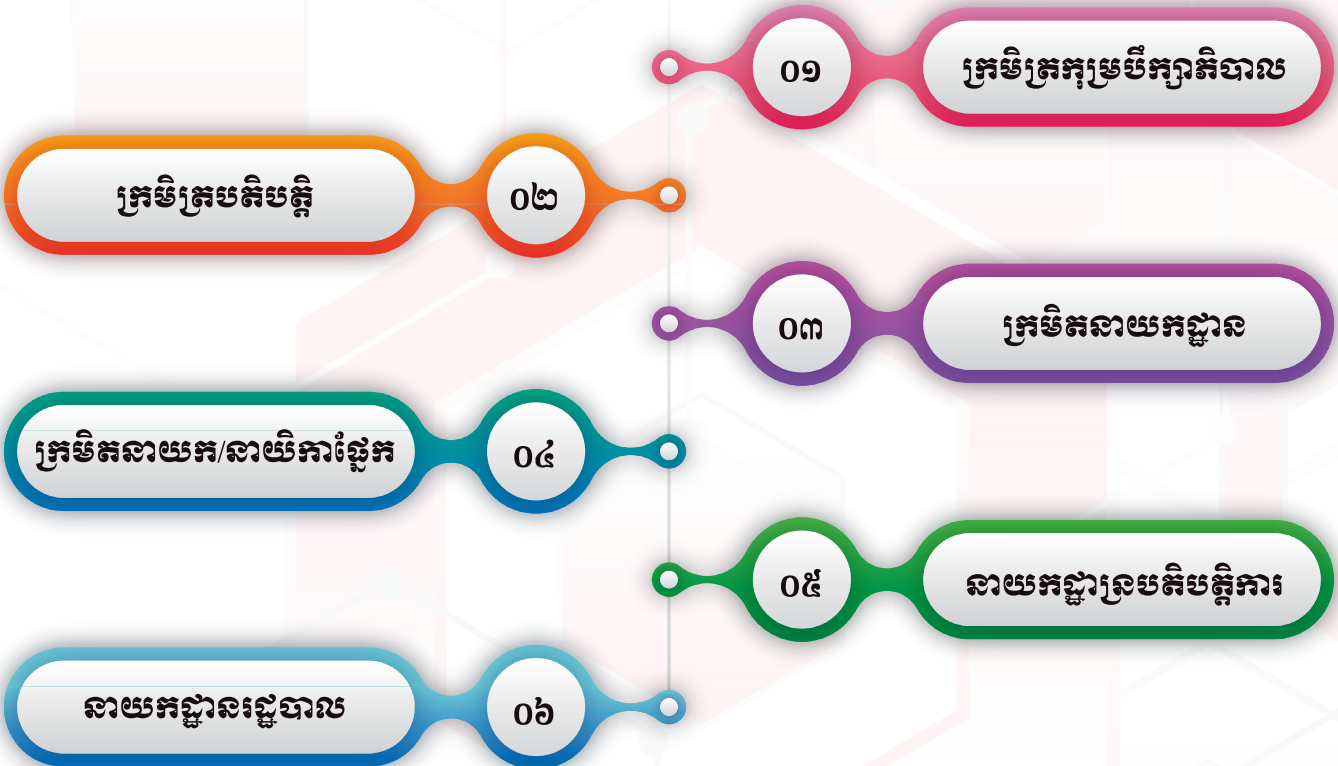 ០១
ក្រមិត្រកុម្រប្រឹក្សាភិបាល
០២
ក្រមិត្របតិបត្តិ
០៣
ក្រមិតនាយកដ្ឋាន
០៤
ក្រមិតនាយក/នាយិកាផ្នែក
០៥
នាយកដ្ឋាន្របតិបត្តិការ
០៦
នាយកដ្ឋានរដ្ឋបាល